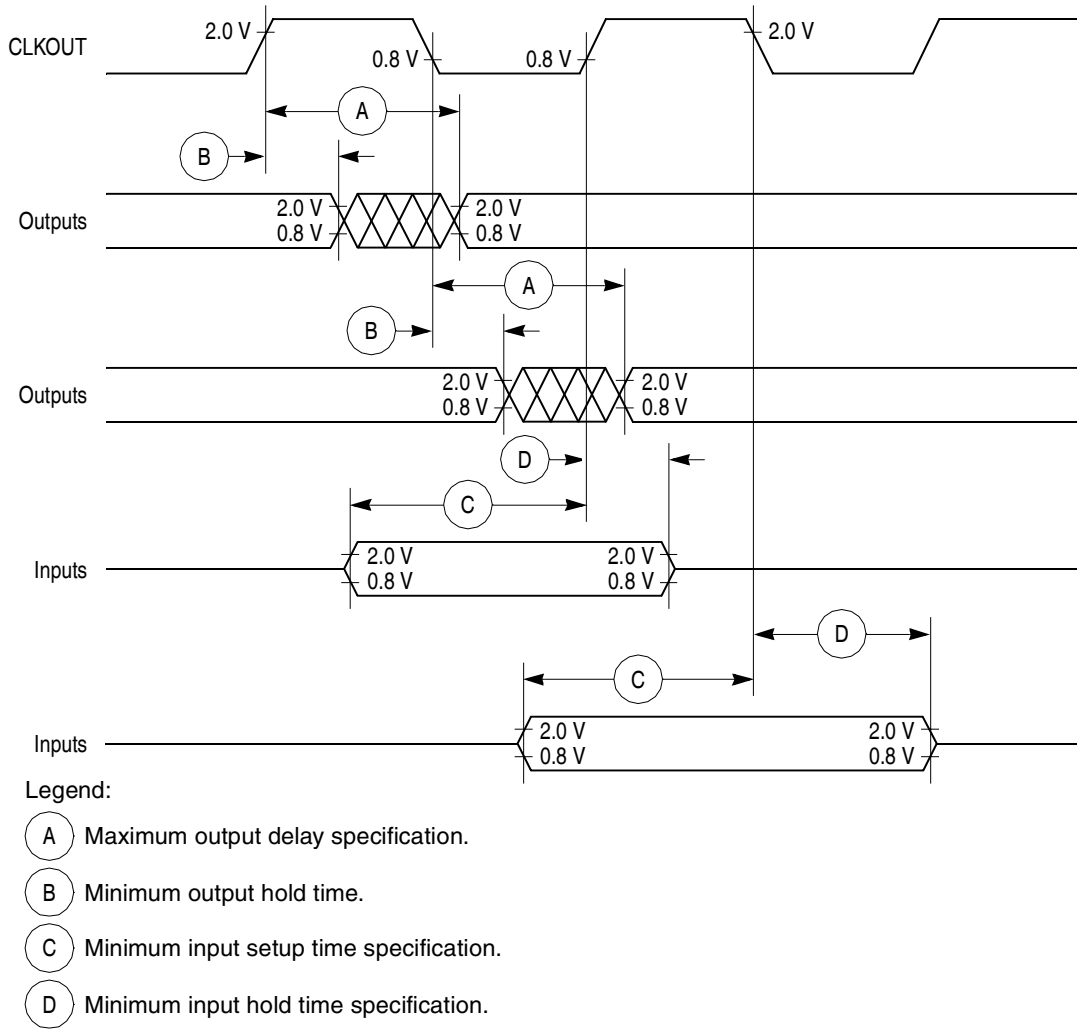 CLKOUT
2.0 V
0.8 V
0.8 V
2.0 V
A
B
Outputs
2.0 V
0.8 V
2.0 V
0.8 V
A
B
Outputs
2.0 V
0.8 V
2.0 V
0.8 V
D
C
Inputs
2.0 V
0.8 V
2.0 V
0.8 V
D
C
Inputs
2.0 V
0.8 V
2.0 V
0.8 V
Legend:
A Maximum output delay specification.
B Minimum output hold time.
C Minimum input setup time specification.
D Minimum input hold time specification.